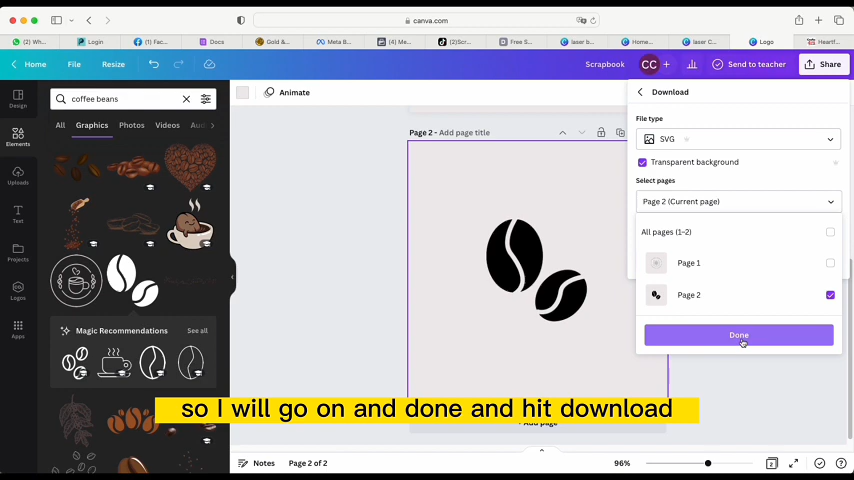 canva.com
(1) Wh...
Login
(1) Fac...
Docs
Gold &...
Meta B...
(4) Me...
(2)Scr...
Free S...
laser b...
Home...
laser C...
Logo
Heartf...
Home
File
Resize
Scrapbook
CC
Send to teacher
Share
Design
Elements
Uploads
Text
Projects
Logos
Apps
coffee beans
All
Graphics
Photos
Videos
Magic Recommendations
See all
Animate
Page 2 - Add page title
Download
File type
SVG
Transparent background
Select pages
Page 2 (Current page)
All pages (1-2)
Page 1
Page 2
Done
so I will go on and done and hit download
+ Add page
Notes
Page 2 of 2
96%
2